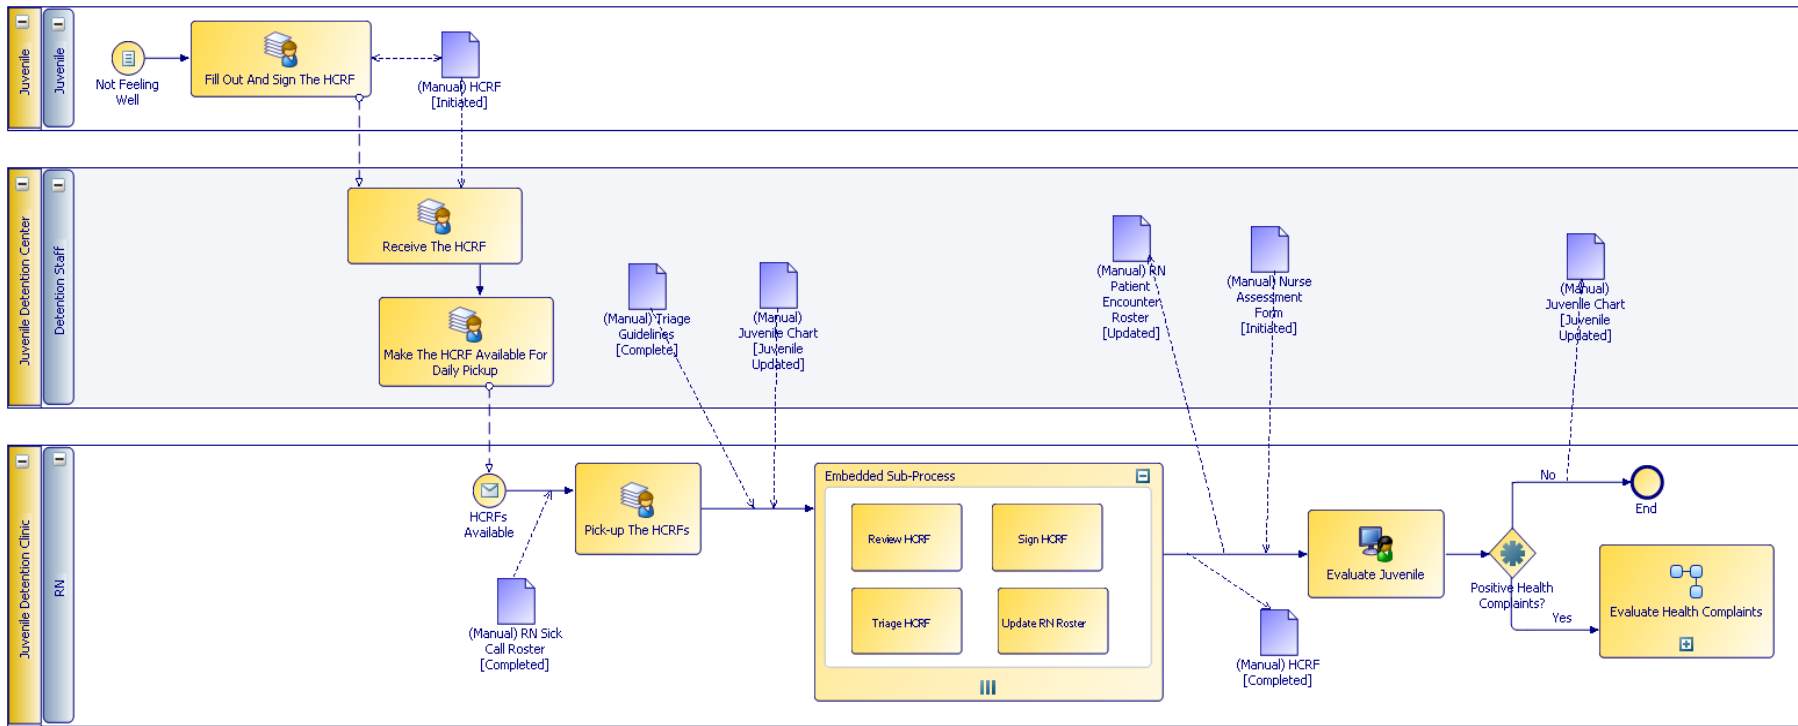 Juvenile
Juvenile
Not Feeling
Well
Fill Out And Sign The HCRF
(Manual) HCRF
[Initiated]
Juvenile Detention Center
Detention Staff
Receive The HCRF
Make The HCRF Available For
Daily Pickup
(Manual) Triage
Guidelines
[Complete]
(Manual)
Juvenile Chart
[Juvenile
Updated]
(Manual) RN
Patient
Encounter
Roster
[Updated]
(Manual) Nurse
Assessment
Form
[Initiated]
(Manual)
Juvenile Chart
[Juvenile
Updated]
Juvenile Detention Clinic
RN
HCRFs
Available
(Manual) RN Sick
Call Roster
[Completed]
Pick-up The HCRFs
Embedded Sub-Process
Review HCRF
Sign HCRF
Triage HCRF
Update RN Roster
(Manual) HCRF
[Completed]
Evaluate Juvenile
Positive Health
Complaints?
No
End
Yes
Evaluate Health Complaints